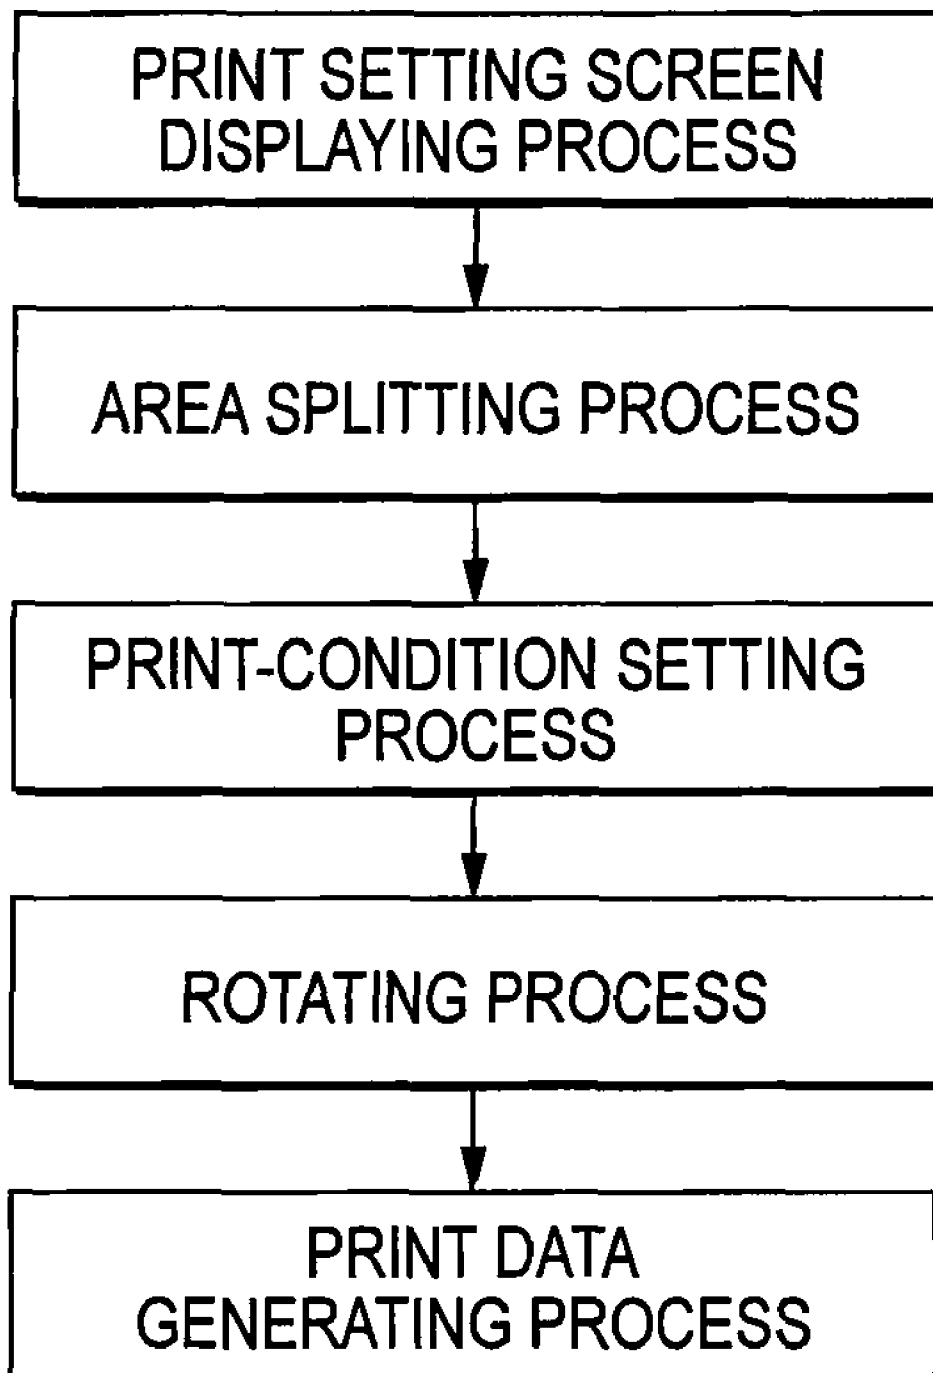 PRINT SETTING SCREEN
DISPLAYING PROCESS
AREA SPLITTING PROCESS
PRINT-CONDITION SETTING
PROCESS
ROTATING PROCESS
PRINT DATA
GENERATING PROCESS